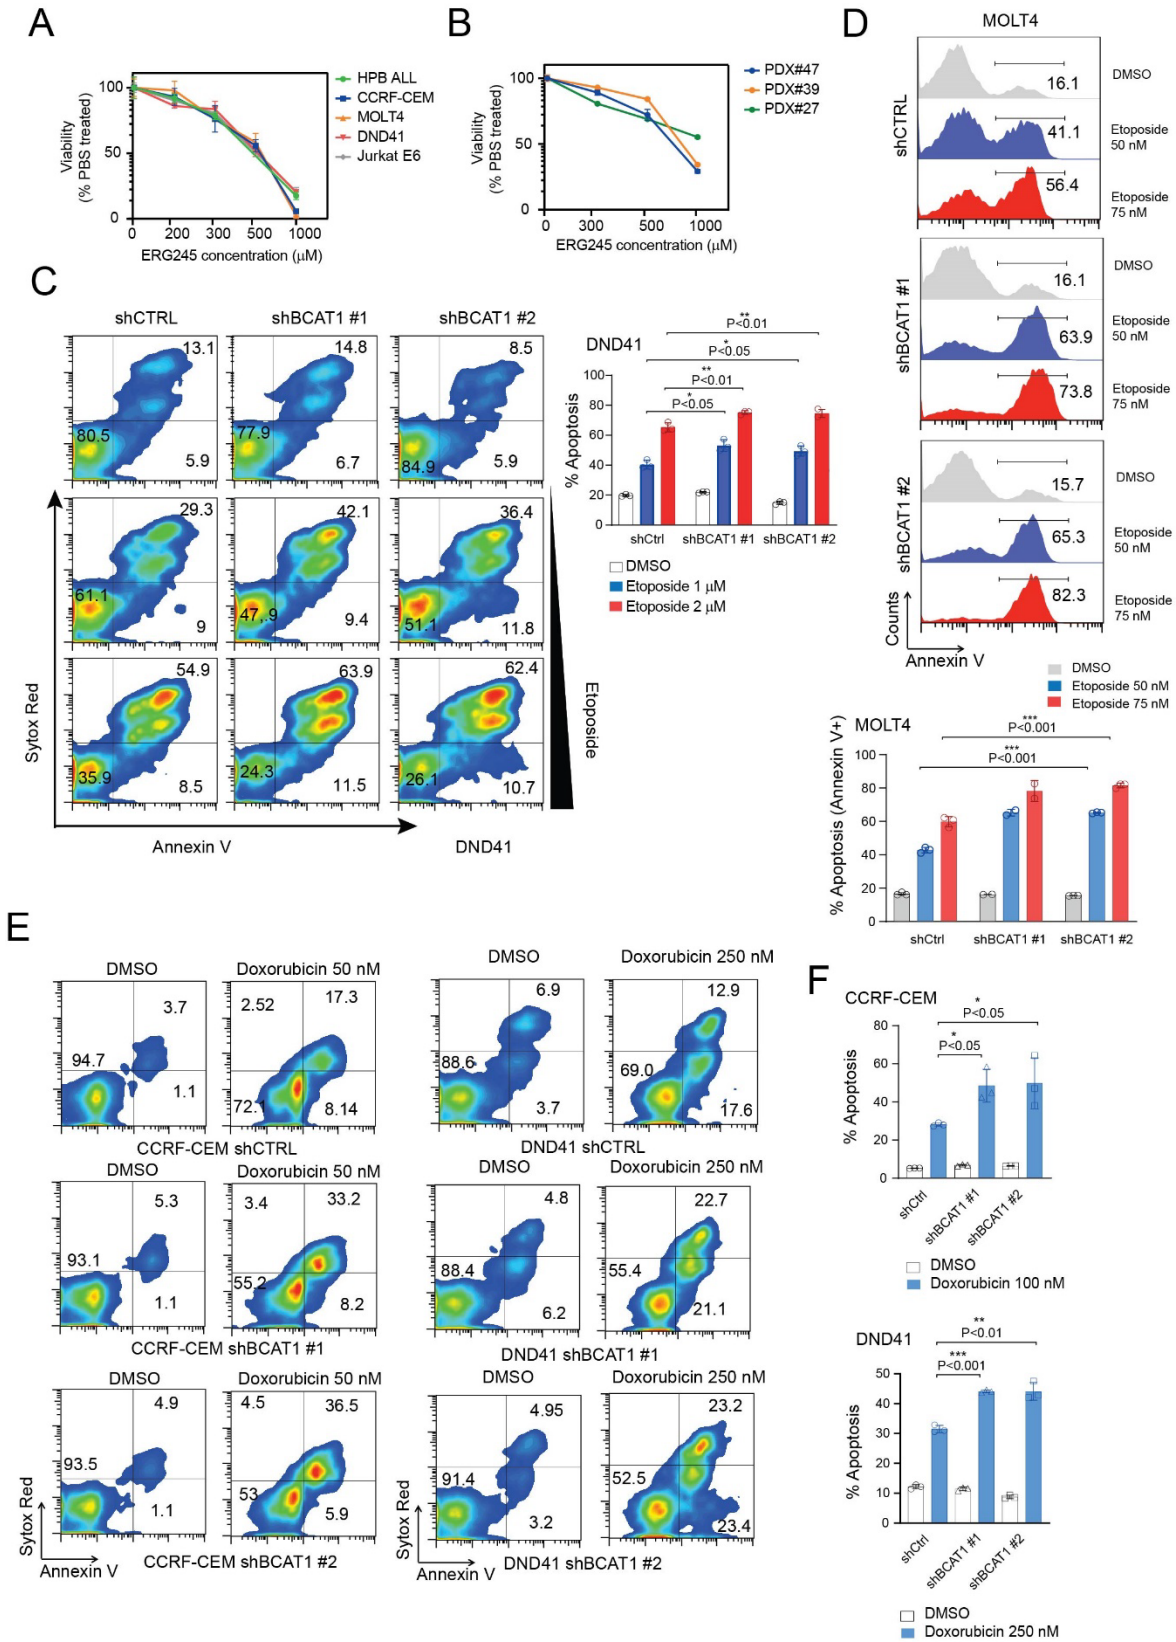 A
Viability
(% PBS treated)
100
50
0
0 200 300 500 1000
ERG245 concentration (μM)
HPB ALL
CCRF-CEM
MOLT4
DND41
Jurkat E6
B
Viability
(% PBS treated)
100
50
0
0 300 500 1000
ERG245 concentration (μM)
PDX#47
PDX#39
PDX#27
C
shCTRL shBCAT1 #1 shBCAT1 #2
13.1 14.8 8.5
80.5 77.9 84.9
5.9 6.7 5.9
29.3 42.1 36.4
61.1 47,.9 51.1
9 9.4 11.8
54.9 63.9 62.4
35.9 24.3 26.1
8.5 11.5 10.7
Sytox Red
Annexin V DND41
Etoposide
DND41
**
P<0.01
*
P<0.05
**
P<0.01
*
P<0.05
% Apoptosis
100
80
60
40
20
0
shCtrl shBCAT1 #1 shBCAT1 #2
DMSO
Etoposide 1 μM
Etoposide 2 μM
D
MOLT4
shCTRL
16.1 DMSO
41.1 Etoposide
50 nM
56.4 Etoposide
75 nM
shBCAT1 #1
16.1 DMSO
63.9 Etoposide
50 nM
73.8 Etoposide
75 nM
shBCAT1 #2
15.7 DMSO
65.3 Etoposide
50 nM
82.3 Etoposide
75 nM
Counts
Annexin V
DMSO
Etoposide 50 nM
Etoposide 75 nM
MOLT4
***
P<0.001
***
P<0.001
% Apoptosis (Annexin V+)
100
80
60
40
20
0
shCtrl shBCAT1 #1 shBCAT1 #2
E
DMSO Doxorubicin 50 nM
3.7 2.52 17.3
94.7 72.1
1.1 8.14
CCRF-CEM shCTRL
DMSO Doxorubicin 250 nM
6.9 12.9
88.6 69.0
3.7 17.6
DND41 shCTRL
DMSO Doxorubicin 50 nM
5.3 3.4 33.2
93.1 55.2
1.1 8.2
CCRF-CEM shBCAT1 #1
DMSO Doxorubicin 250 nM
4.8 22.7
88.4 55.4
6.2 21.1
DND41 shBCAT1 #1
DMSO Doxorubicin 50 nM
4.9 4.5 36.5
93.5 53
1.1 5.9
Sytox Red
Annexin V
CCRF-CEM shBCAT1 #2
DMSO Doxorubicin 250 nM
4.95 23.2
91.4 52.5
3.2 23.4
Sytox Red
Annexin V
DND41 shBCAT1 #2
F
CCRF-CEM
*
P<0.05
*
P<0.05
% Apoptosis
80
60
40
20
0
shCtrl
shBCAT1 #1
shBCAT1 #2
DMSO
Doxorubicin 100 nM
DND41
**
P<0.01
***
P<0.001
% Apoptosis
50
40
30
20
10
0
shCtrl
shBCAT1 #1
shBCAT1 #2
DMSO
Doxorubicin 250 nM